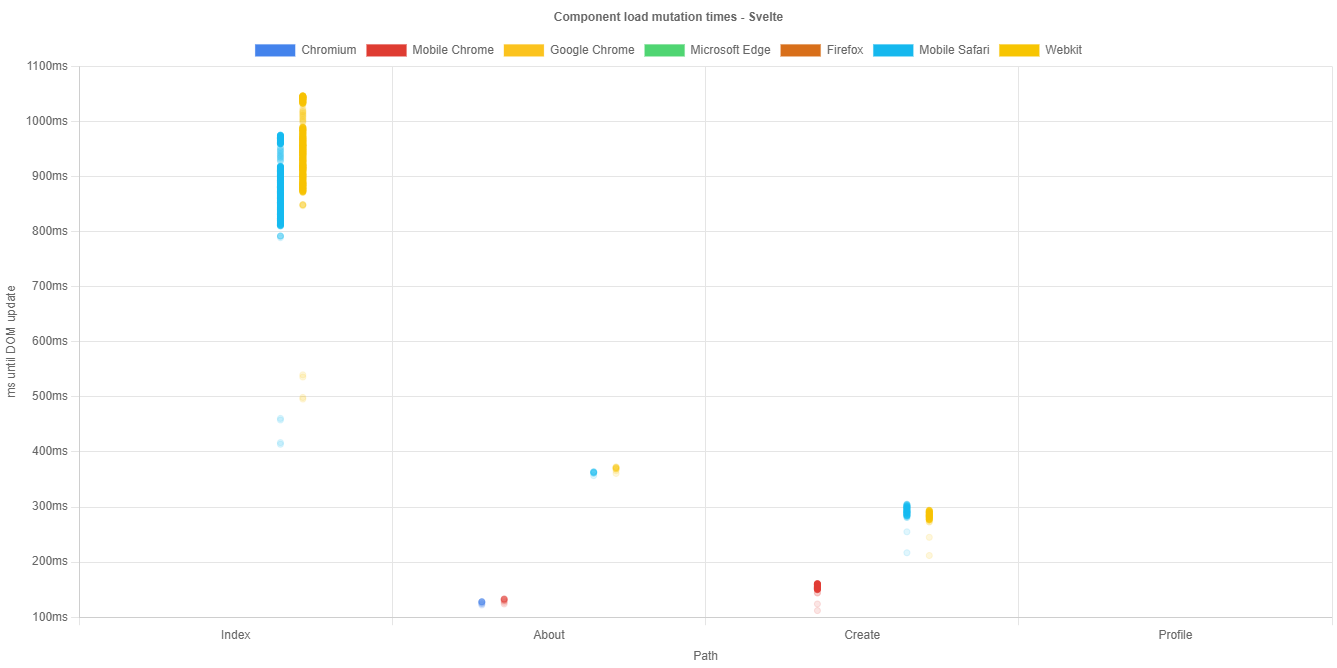 Component load mutation times - Svelte
Chromium Mobile Chrome Google Chrome Microsoft Edge Firefox Mobile Safari Webkit
1100ms
1000ms
900ms
800ms
700ms
600ms
500ms
400ms
300ms
200ms
100ms
ms until DOM update
Index About Create Profile
Path